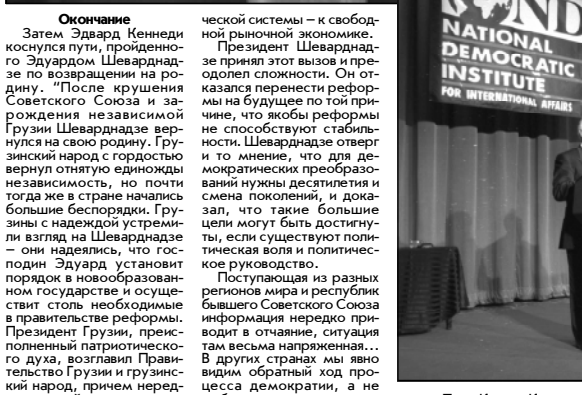 Окончание
Затем Эдвард Кеннеди
коснулся пути, пройденно-
го Эдуардом Шеварднад-
зе по возвращении на ро-
дину. “После крушения
Советского Союза и за-
рождения независимой
Грузии Шеварднадзе вер-
нулся на свою родину. Гру-
зинский народ с гордостью
вернул отнятую единожды
независимость, но почти
тогда же в стране начались
большие беспорядки. Гру-
зины с надеждой устреми-
ли взгляд на Шеварднадзе
– они надеялись, что гос-
подин Эдуард установит
порядок в новообразован-
ном государстве и осуще-
ствит столь необходимые
в правительстве реформы.
Президент Грузии, преис-
полненный патриотическо-
го духа, возглавил Прави-
тельство Грузии и грузинс-
кий народ, причем неред-
ческой системы – к свобод-
ной рыночной экономике.
Президент Шеварднад-
зе принял этот вызов и пре-
одолел сложности. Он от-
казался перенести рефор-
мы на будущее по той при-
чине, что якобы реформы
не способствуют стабиль-
ности. Шеварднадзе отверг
и то мнение, что для де-
мократических преобразо-
ваний нужны десятилетия и
смена поколений, и дока-
зал, что такие большие
цели могут быть достигну-
ты, если существуют поли-
тическая воля и политичес-
кое руководство.
Поступающая из разных
регионов мира и республик
бывшего Советского Союза
информация нередко при-
водит в отчаяние, ситуация
там весьма напряженная...
В других странах мы явно
видим обратный ход про-
цесса демократии, а не
ND
NATIONAL
DEMOCRATIC
INSTITUTE
FOR INTERNATIONAL AFFAIRS